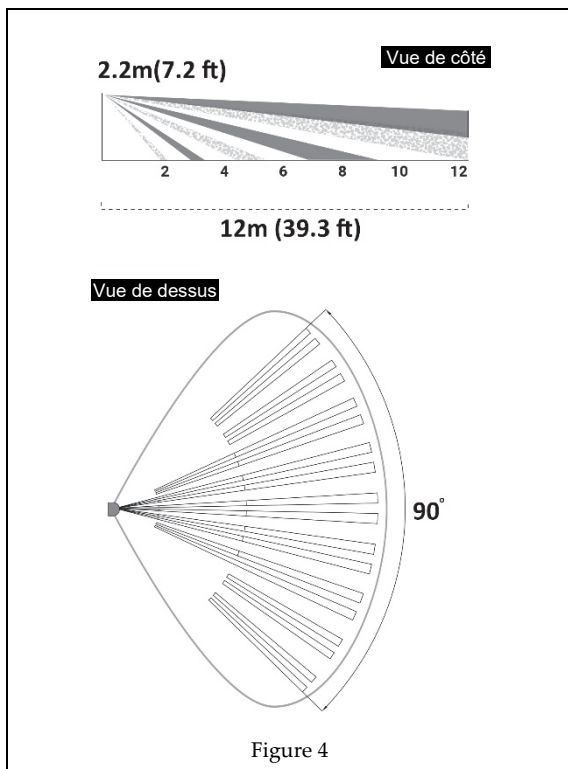 Vue de côté
2.2m(7.2 ft)
2 4 6 8 10 12
12m (39.3 ft)
Vue de dessus
90°
Figure 4